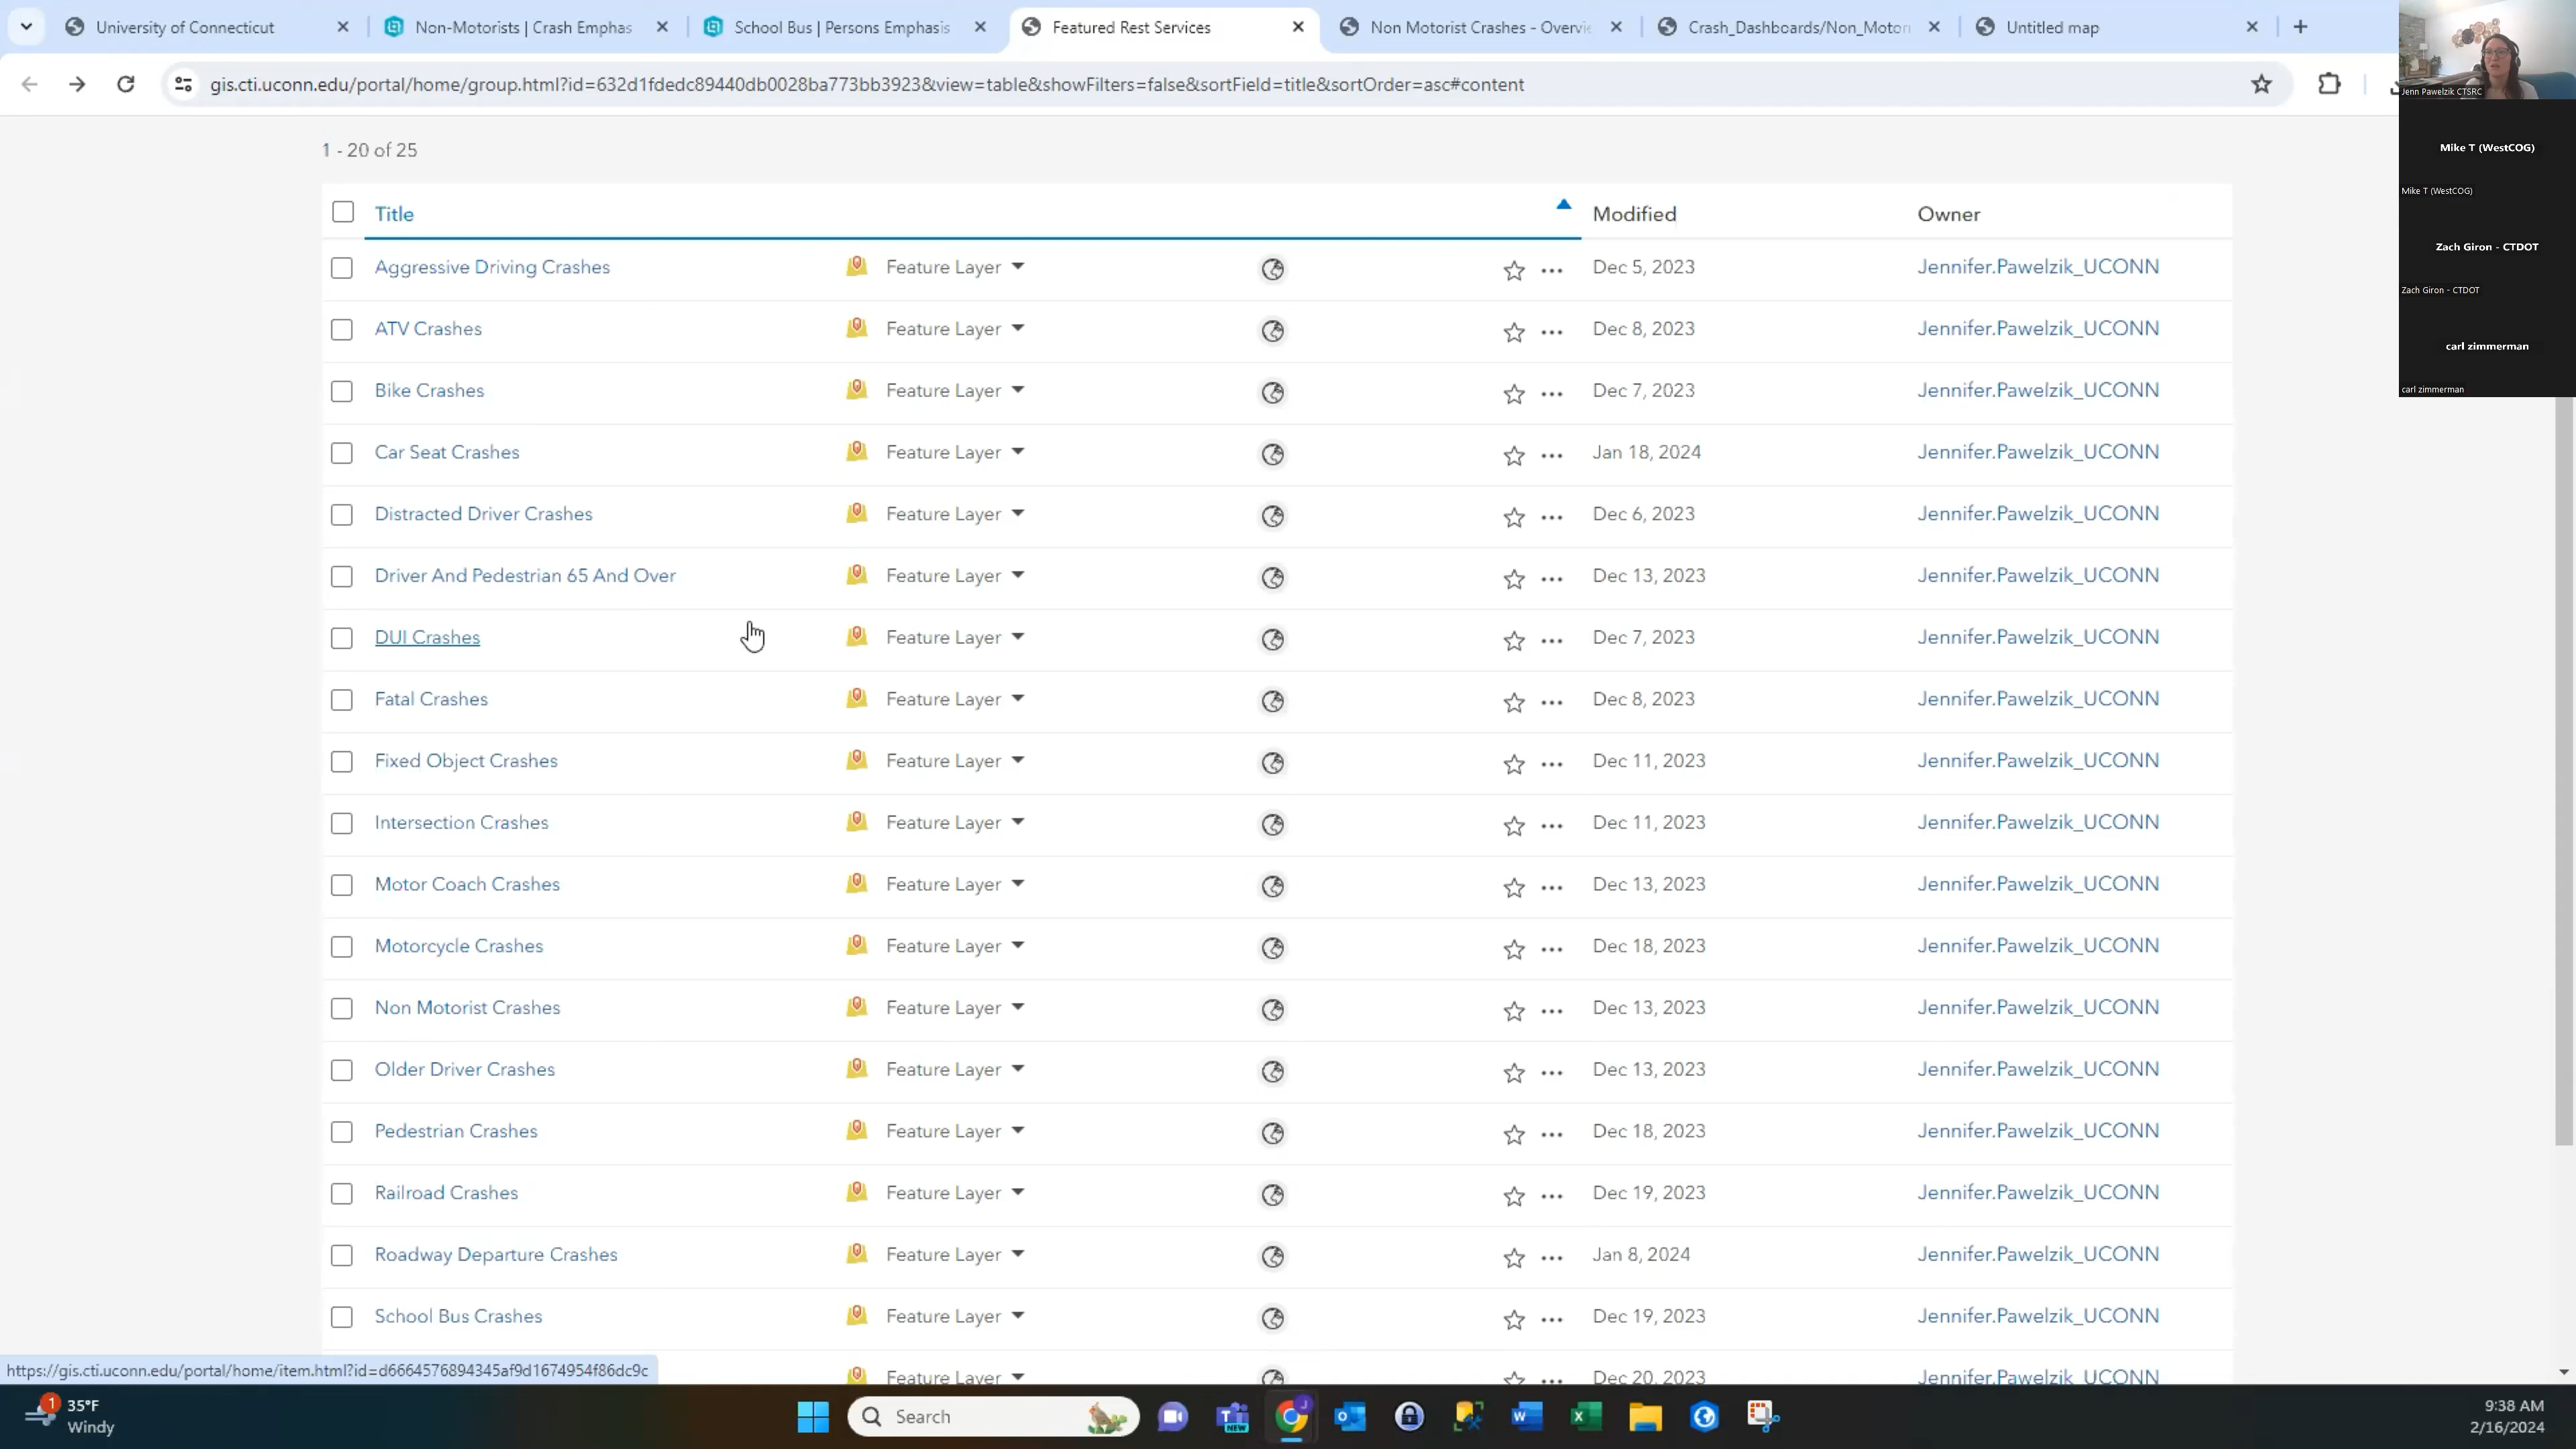 University of Connecticut
Non-Motorists | Crash Emphas
School Bus | Persons Emphasis
Featured Rest Services
Non Motorist Crashes - Overvi
Crash_Dashboards/Non_Motor
Untitled map
gis.cti.uconn.edu/portal/home/group.html?id=632d1fdedc89440db0028ba773bb3923&view=table&showFilters=false&sortField=title&sortOrder=asc#content
Jenn Pawelzik CTSRC
Mike T (WestCOG)
Mike T (WestCOG)
Zach Giron - CTDOT
Zach Giron - CTDOT
carl zimmerman
carl zimmerman
1 - 20 of 25
Title Modified Owner
Aggressive Driving Crashes Feature Layer Dec 5, 2023 Jennifer.Pawelzik_UCONN
ATV Crashes Feature Layer Dec 8, 2023 Jennifer.Pawelzik_UCONN
Bike Crashes Feature Layer Dec 7, 2023 Jennifer.Pawelzik_UCONN
Car Seat Crashes Feature Layer Jan 18, 2024 Jennifer.Pawelzik_UCONN
Distracted Driver Crashes Feature Layer Dec 6, 2023 Jennifer.Pawelzik_UCONN
Driver And Pedestrian 65 And Over Feature Layer Dec 13, 2023 Jennifer.Pawelzik_UCONN
DUI Crashes Feature Layer Dec 7, 2023 Jennifer.Pawelzik_UCONN
Fatal Crashes Feature Layer Dec 8, 2023 Jennifer.Pawelzik_UCONN
Fixed Object Crashes Feature Layer Dec 11, 2023 Jennifer.Pawelzik_UCONN
Intersection Crashes Feature Layer Dec 11, 2023 Jennifer.Pawelzik_UCONN
Motor Coach Crashes Feature Layer Dec 13, 2023 Jennifer.Pawelzik_UCONN
Motorcycle Crashes Feature Layer Dec 18, 2023 Jennifer.Pawelzik_UCONN
Non Motorist Crashes Feature Layer Dec 13, 2023 Jennifer.Pawelzik_UCONN
Older Driver Crashes Feature Layer Dec 13, 2023 Jennifer.Pawelzik_UCONN
Pedestrian Crashes Feature Layer Dec 18, 2023 Jennifer.Pawelzik_UCONN
Railroad Crashes Feature Layer Dec 19, 2023 Jennifer.Pawelzik_UCONN
Roadway Departure Crashes Feature Layer Jan 8, 2024 Jennifer.Pawelzik_UCONN
School Bus Crashes Feature Layer Dec 19, 2023 Jennifer.Pawelzik_UCONN
Feature Layer Dec 20, 2023 Jennifer.Pawelzik_UCONN
https://gis.cti.uconn.edu/portal/home/item.html?id=d6664576894345af9d1674954f86dc9c
1
35°F
Windy
Search
NEW
9:38 AM
2/16/2024